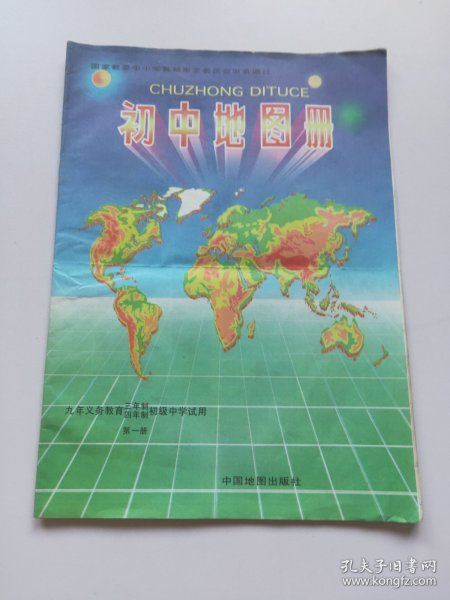 国家教委中小学教材审定委员会审查通过
CHUZHONG DITUCE
初中地图册
九年义务教育三年制四年制初级中学试用
第一册
中国地图出版社
孔夫子旧书网
www.kongfz.com